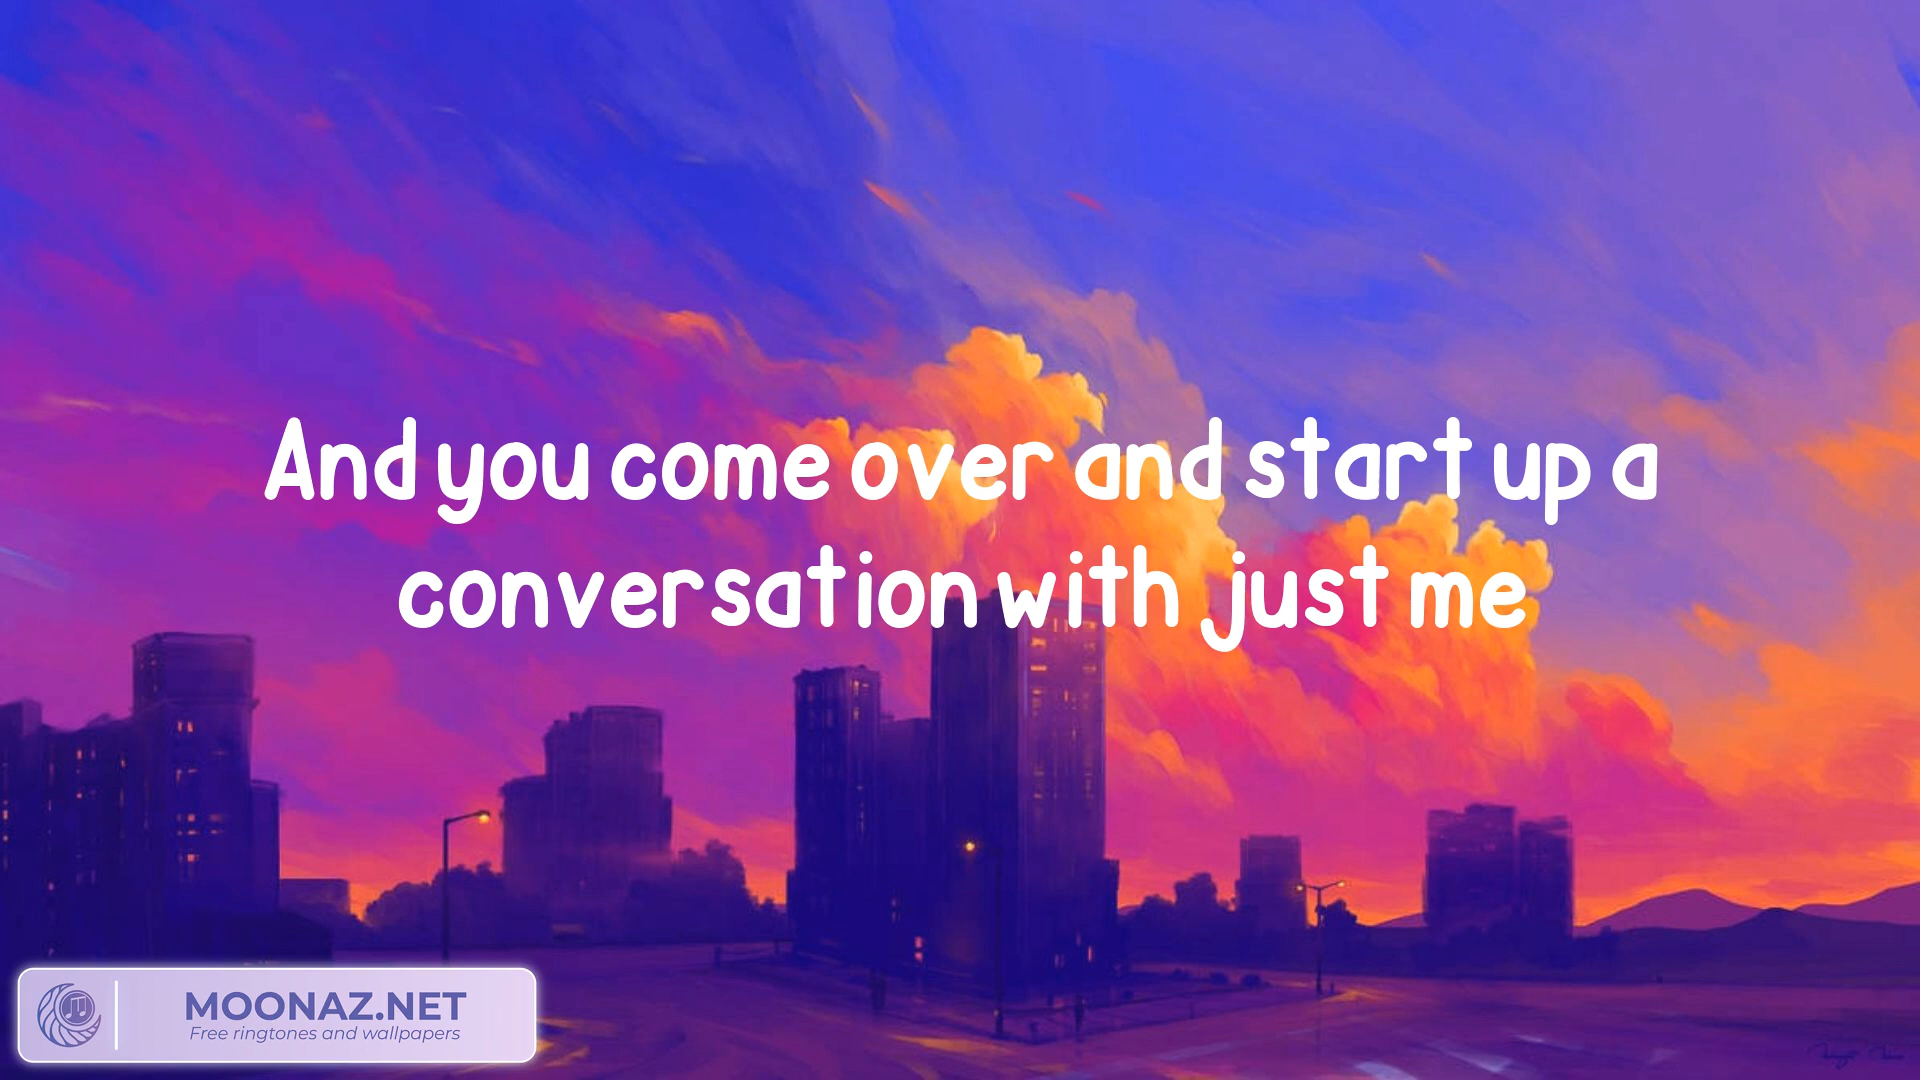 And you come over and start up a
conversation with just me
MOONAZ.NET
Free ringtones and wallpapers